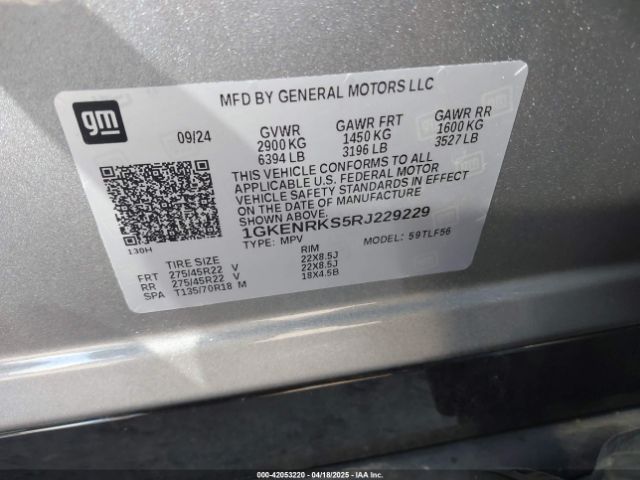 MFD BY GENERAL MOTORS LLC
gm
09/24
GVWR
2900 KG
6394 LB
GAWR FRT
1450 KG
3196 LB
GAWR RR
1600 KG
3527 LB
THIS VEHICLE CONFORMS TO ALL
APPLICABLE U.S. FEDERAL MOTOR
VEHICLE SAFETY STANDARDS IN EFFECT
ON THE DATE OF MANUFACTURE
SHOWN ABOVE.
1GKENRKS5RJ229229
TYPE: MPV MODEL: 59TLF56
130H
TIRE SIZE RIM
FRT 275/45R22 V 22X8.5J
RR 275/45R22 V 22X8.5J
SPA T135/70R18 M 18X4.5B
000-42053220 - 04/18/2025 - IAAI.COM